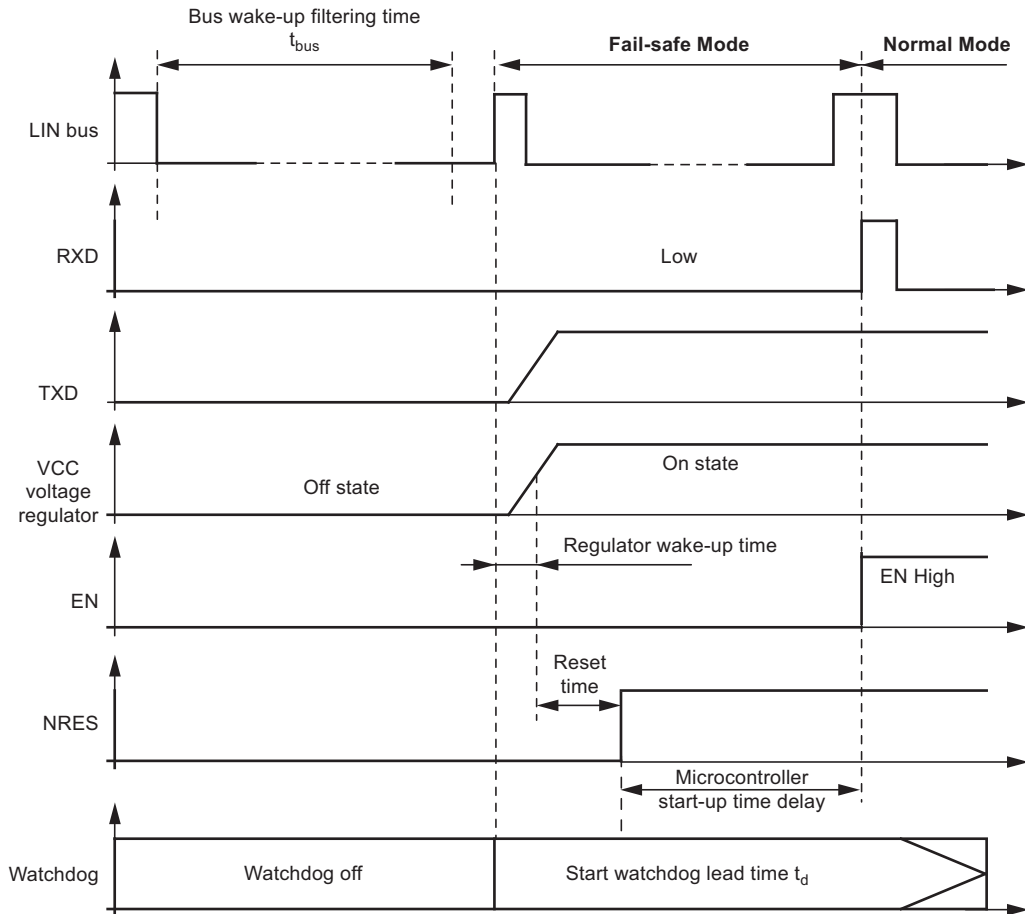 Bus wake-up filtering time
t_bus
Fail-safe Mode
Normal Mode
LIN bus
RXD
Low
TXD
VCC
voltage
regulator
Off state
On state
Regulator wake-up time
EN
EN High
Reset
time
NRES
Microcontroller
start-up time delay
Watchdog
Watchdog off
Start watchdog lead time t_d